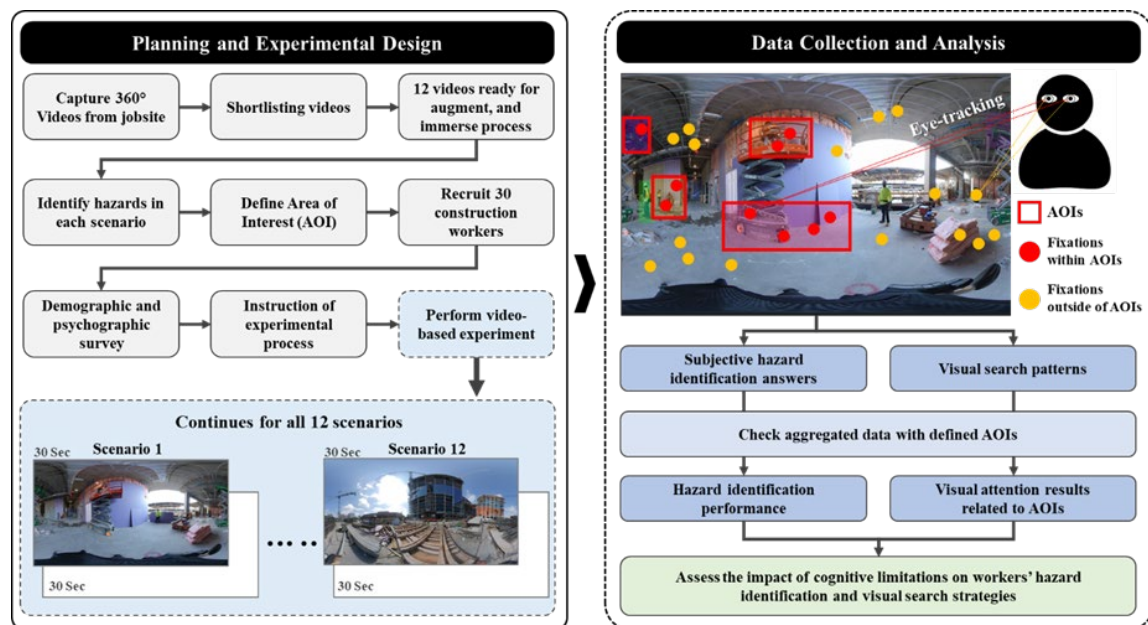 Planning and Experimental Design
Capture 360°
Videos from jobsite
Shortlisting videos
12 videos ready for
augment, and
immerse process
Identify hazards in
each scenario
Define Area of
Interest (AOI)
Recruit 30
construction
workers
Demographic and
psychographic
survey
Instruction of
experimental
process
Perform video-
based experiment
Continues for all 12 scenarios
30 Sec
Scenario 1
30 Sec
Scenario 12
30 Sec
30 Sec
Data Collection and Analysis
Eye-tracking
AOIs
Fixations
within AOIs
Fixations
outside of AOIs
Subjective hazard
identification answers
Visual search patterns
Check aggregated data with defined AOIs
Hazard identification
performance
Visual attention results
related to AOIs
Assess the impact of cognitive limitations on workers’ hazard
identification and visual search strategies